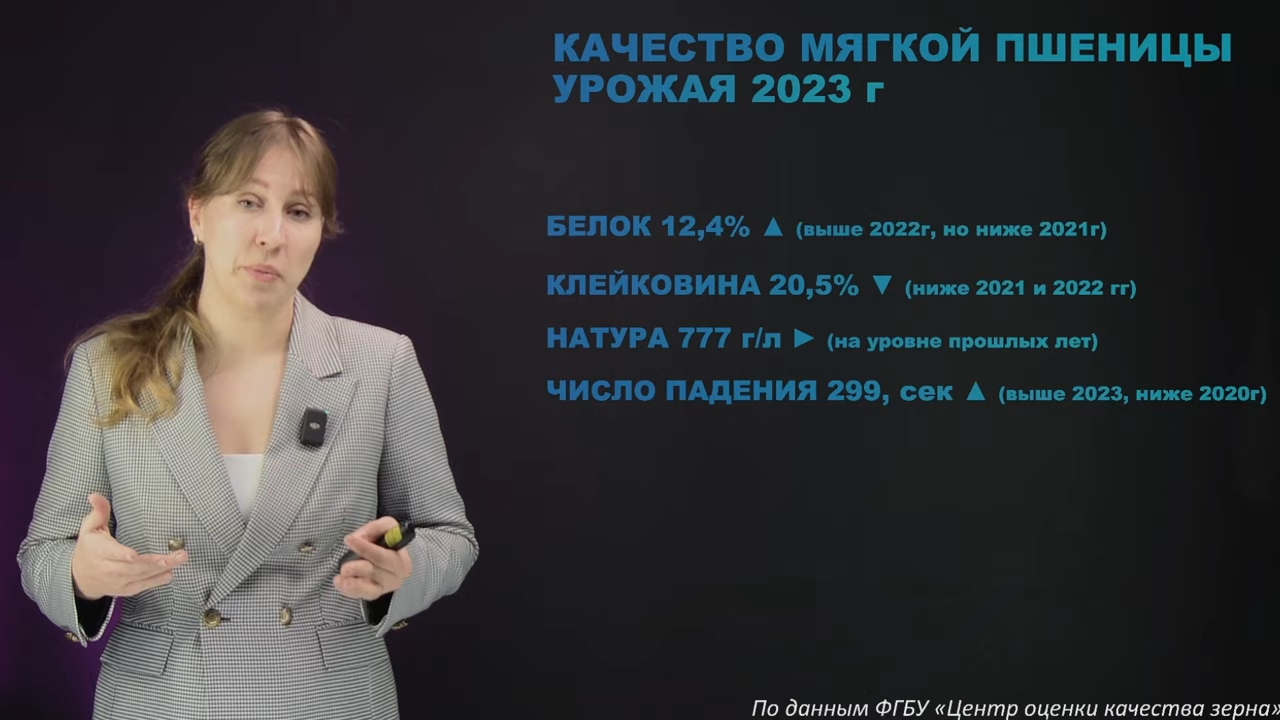 КАЧЕСТВО МЯГКОЙ ПШЕНИЦЫ
УРОЖАЯ 2023 г
БЕЛОК 12,4% ▲ (выше 2022г, но ниже 2021г)
КЛЕЙКОВИНА 20,5% ▼ (ниже 2021 и 2022 гг)
НАТУРА 777 г/л ► (на уровне прошлых лет)
ЧИСЛО ПАДЕНИЯ 299, сек ▲ (выше 2023, ниже 2020г)
По данным ФГБУ «Центр оценки качества зерна»